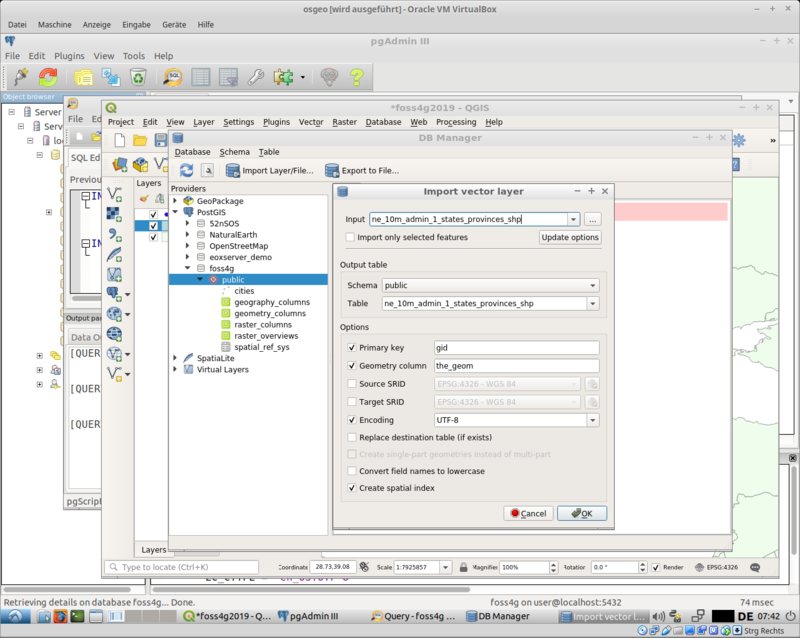 osgeo [wird ausgeführt] - Oracle VM VirtualBox
Datei Maschine Anzeige Eingabe Geräte Hilfe
pgAdmin III
File Edit Plugins View Tools Help
Object browser
*foss4g2019 - QGIS
Project Edit View Layer Settings Plugins Vector Raster Database Web Processing Help
Server
Serv
File
SQL Ed
Previou
Output pa
Data O
[QUER
[QUER
[QUER
pgScrip
Layers
DB Manager
Database Schema Table
Import Layer/File...
Export to File...
Providers
GeoPackage
PostGIS
52nSOS
NaturalEarth
OpenStreetMap
eoxserver_demo
foss4g
public
cities
geography_columns
geometry_columns
raster_columns
raster_overviews
spatial_ref_sys
SpatiaLite
Virtual Layers
Import vector layer
Input ne_10m_admin_1_states_provinces_shp ...
Import only selected features Update options
Output table
Schema public
Table ne_10m_admin_1_states_provinces_shp
Options
Primary key gid
Geometry column the_geom
Source SRID EPSG:4326 - WGS 84
Target SRID EPSG:4326 - WGS 84
Encoding UTF-8
Replace destination table (if exists)
Create single-part geometries instead of multi-part
Convert field names to lowercase
Create spatial index
Cancel OK
Layers
Type to locate (Ctrl+K) Coordinate 28.73,39.08 Scale 1:7925857 Magnifier 100% Rotation 0.0 ° Render EPSG:4326
Retrieving details on database foss4g... Done. foss4g on user@localhost:5432 74 msec
*foss4g2019 - Q... pgAdmin III Query - foss4g ... DB Manager Import vector l... DE 07:42
Strg Rechts